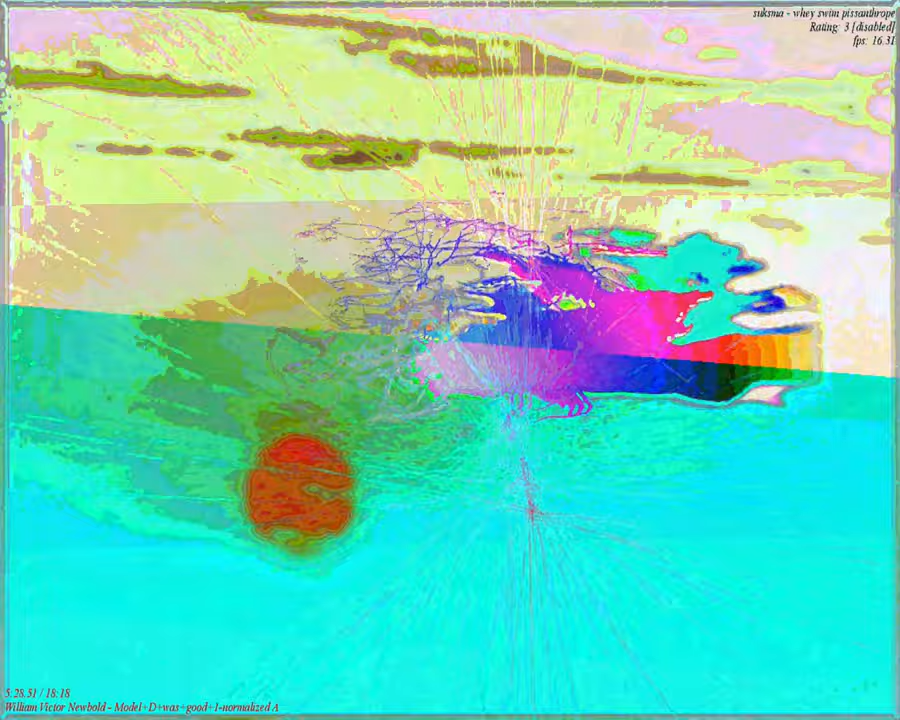 suksma - whey swim pissanthrope
Rating: 3 [disabled]
fps: 16.31
5:28.51 / 18:18
William Victor Newbold - Model+D+was+good+1-normalized A